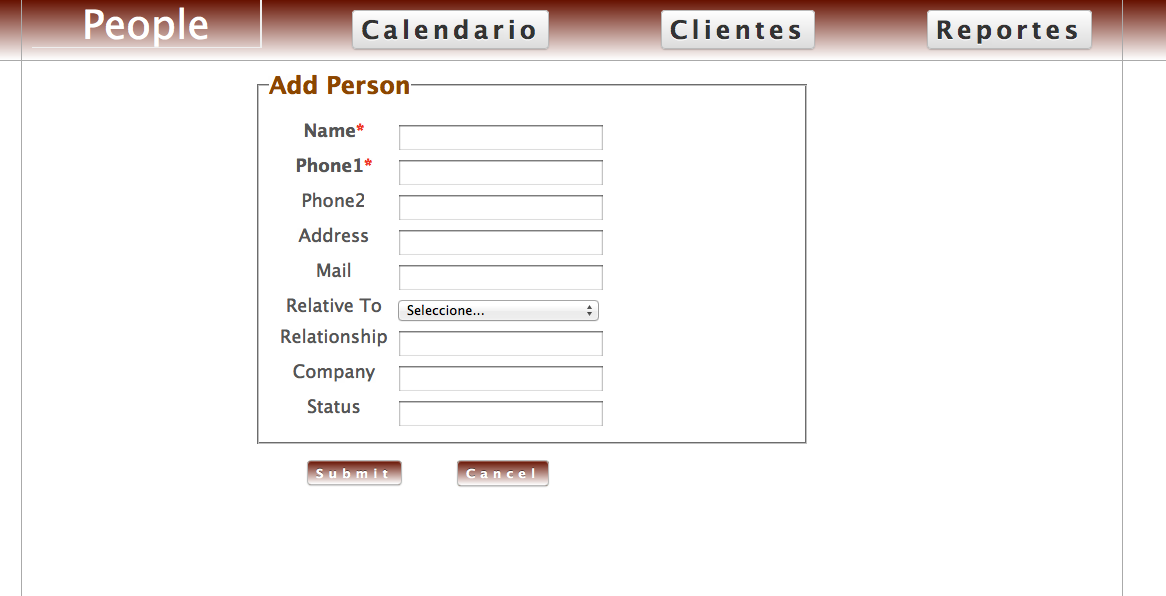 People Calendario Clientes Reportes
Add Person
Name*
Phone1*
Phone2
Address
Mail
Relative To Seleccione...
Relationship
Company
Status
Submit Cancel